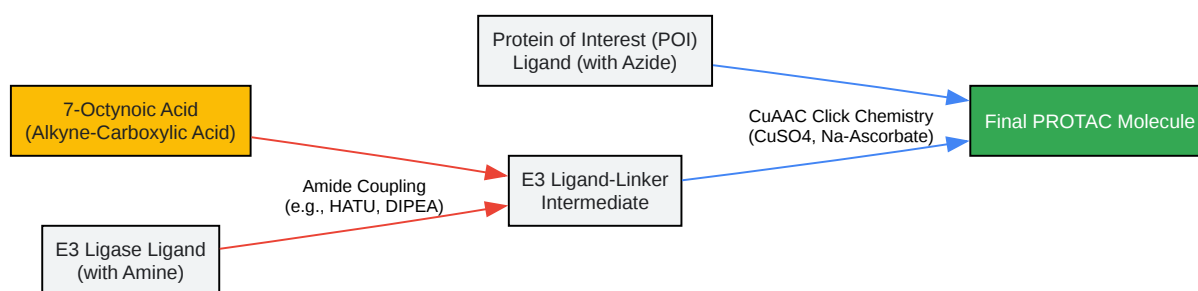 Protein of Interest (POI)
Ligand (with Azide)
7-Octynoic Acid
(Alkyne-Carboxylic Acid)
CuAAC Click Chemistry
(CuSO4, Na-Ascorbate)
Final PROTAC Molecule
Amide Coupling
(e.g., HATU, DIPEA)
E3 Ligand-Linker
Intermediate
E3 Ligase Ligand
(with Amine)